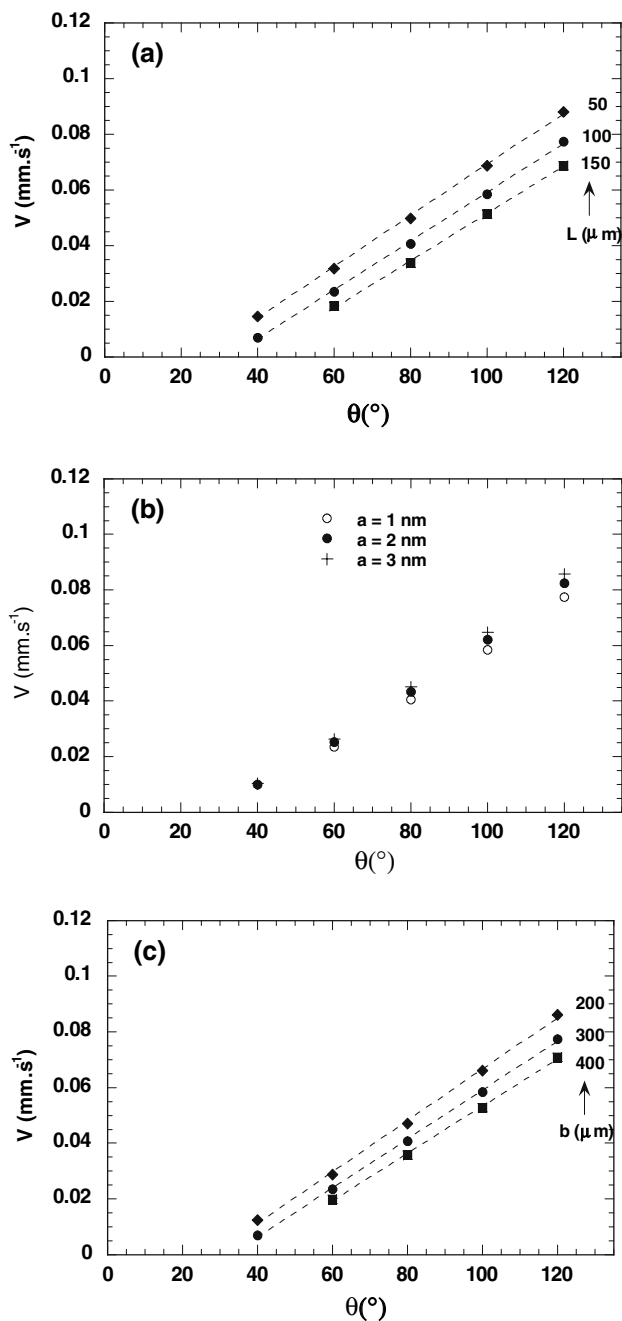 (a)
0.12
0.1
0.08
0.06
0.04
0.02
0
V (mm.s⁻¹)
50
100
150
L (μm)
0 20 40 60 80 100 120
θ(°)
(b)
0.12
0.1
0.08
0.06
0.04
0.02
0
V (mm.s⁻¹)
a = 1 nm
a = 2 nm
a = 3 nm
0 20 40 60 80 100 120
θ(°)
(c)
0.12
0.1
0.08
0.06
0.04
0.02
0
V (mm.s⁻¹)
200
300
400
b (μm)
0 20 40 60 80 100 120
θ(°)